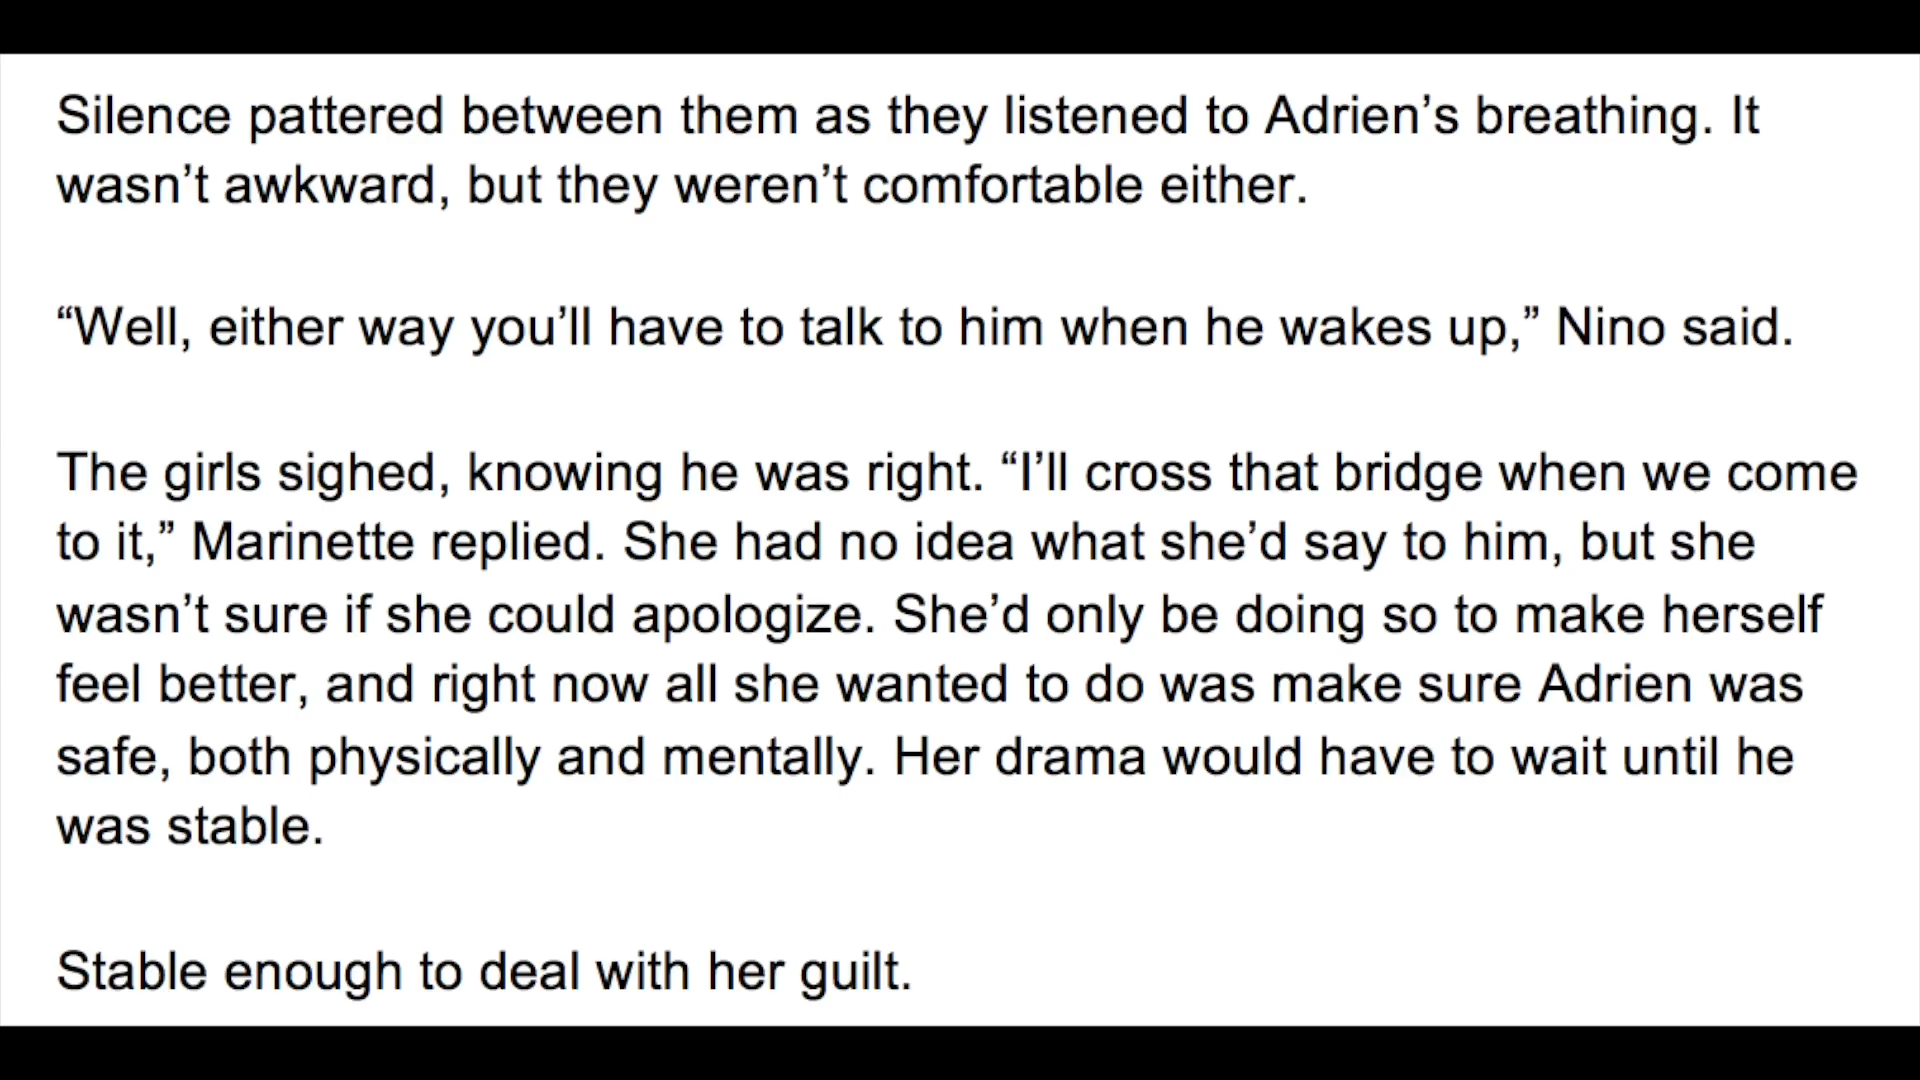 Silence pattered between them as they listened to Adrien’s breathing. It
wasn’t awkward, but they weren’t comfortable either.
“Well, either way you’ll have to talk to him when he wakes up,” Nino said.
The girls sighed, knowing he was right. “I’ll cross that bridge when we come
to it,” Marinette replied. She had no idea what she’d say to him, but she
wasn’t sure if she could apologize. She’d only be doing so to make herself
feel better, and right now all she wanted to do was make sure Adrien was
safe, both physically and mentally. Her drama would have to wait until he
was stable.
Stable enough to deal with her guilt.